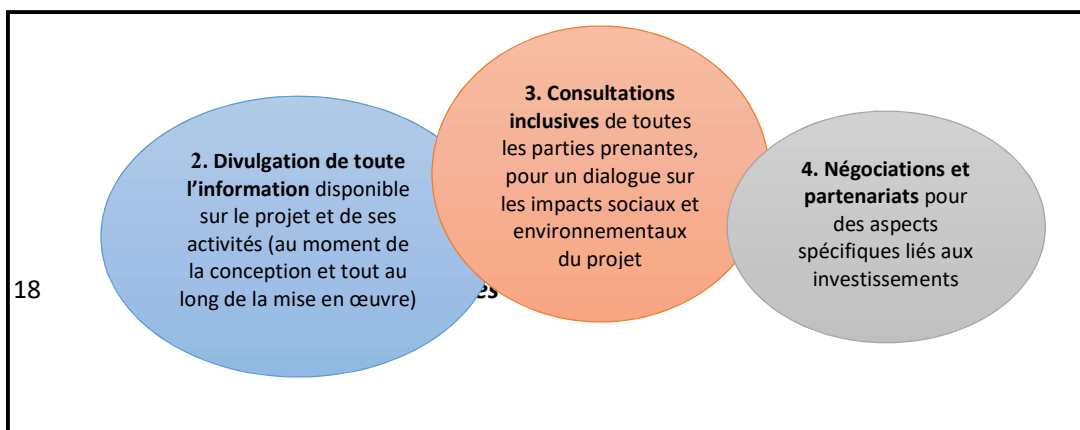 2. Divulgation de toute
l’information disponible
sur le projet et de ses
activités (au moment de
la conception et tout au
long de la mise en œuvre)
3. Consultations
inclusives de toutes
les parties prenantes,
pour un dialogue sur
les impacts sociaux et
environnementaux
du projet
4. Négociations et
partenariats pour
des aspects
spécifiques liés aux
investissements
18